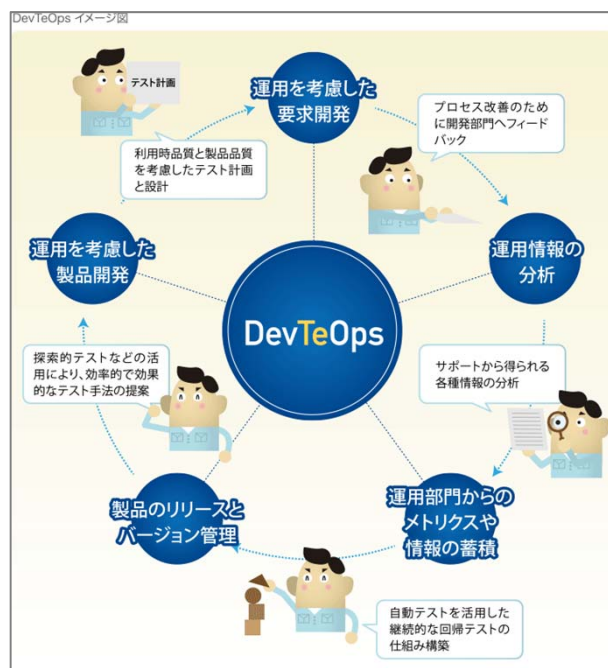 DevTeOps イメージ図
テスト計画
運用を考慮した
要求開発
プロセス改善のため
に開発部門へフィード
バック
利用時品質と製品品質
を考慮したテスト計画
と設計
運用を考慮した
製品開発
運用情報の
分析
DevTeOps
探索的テストなどの活
用により、効率的で効果
的なテスト手法の提案
サポートから得られる
各種情報の分析
製品のリリースと
バージョン管理
運用部門からの
メトリクスや
情報の蓄積
自動テストを活用した
継続的な回帰テストの
仕組み構築